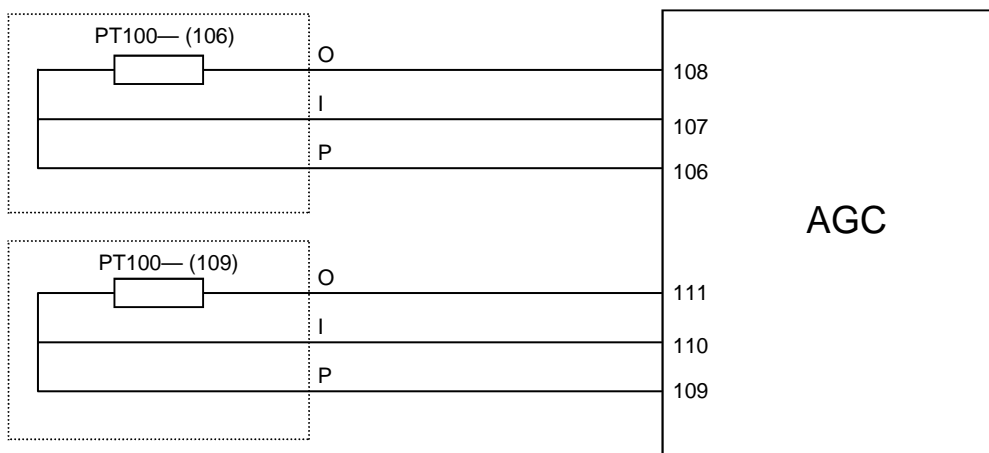 PT100— (106)
O
108
I
107
P
106
AGC
PT100— (109)
O
111
I
110
P
109